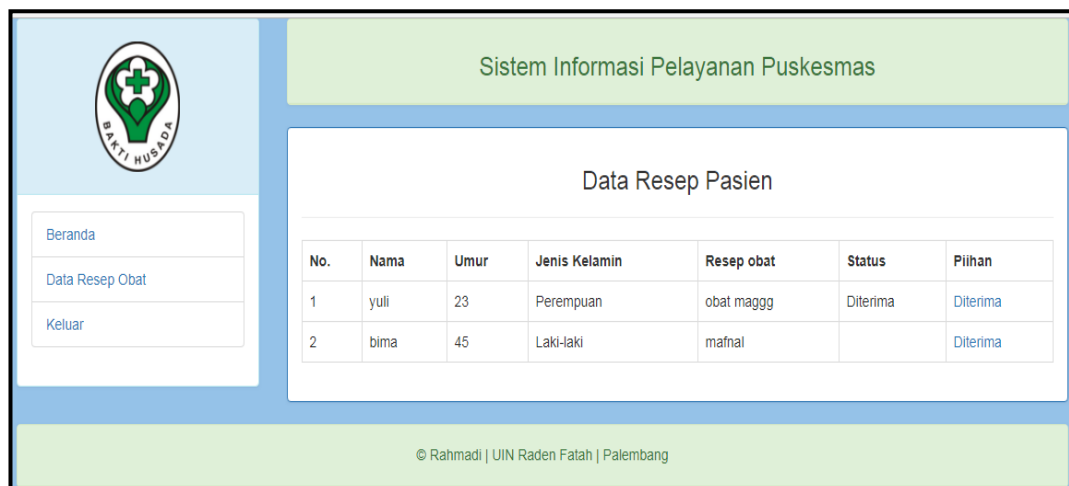 BAKTI HUSADA
Sistem Informasi Pelayanan Puskesmas
Beranda
Data Resep Obat
Keluar
Data Resep Pasien
No. Nama Umur Jenis Kelamin Resep obat Status Piihan
1 yuli 23 Perempuan obat maggg Diterima Diterima
2 bima 45 Laki-laki mafnal Diterima
© Rahmadi | UIN Raden Fatah | Palembang